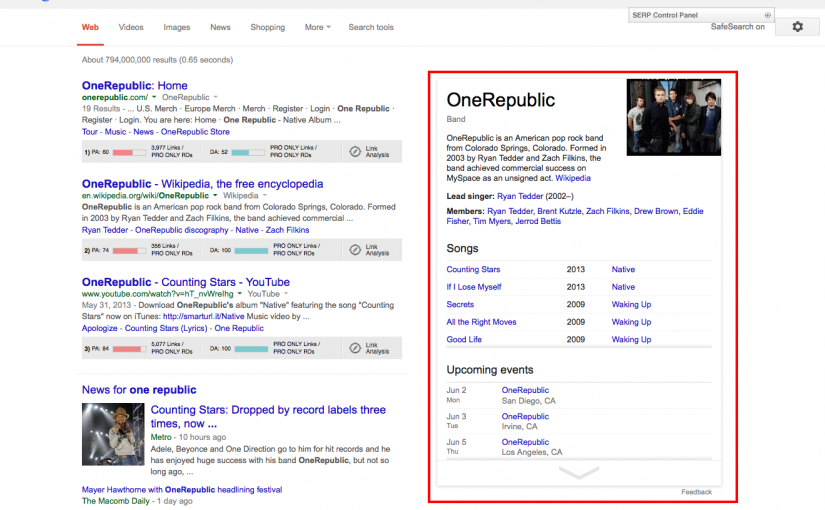 Web Videos Images News Shopping More Search tools
SERP Control Panel
SafeSearch on
About 794,000,000 results (0.65 seconds)
OneRepublic: Home
onerepublic.com/ OneRepublic
19 Results - ... U.S. Merch · Europe Merch · Merch · Register · Login · One Republic ·
Register · Login. You are here: Home · One Republic - Native Album ...
Tour - Music - News - OneRepublic Store
1) PA: 60 3,977 Links / DA: 52 PRO ONLY Links / Link
PRO ONLY RDs PRO ONLY RDs Analysis
OneRepublic - Wikipedia, the free encyclopedia
en.wikipedia.org/wiki/OneRepublic Wikipedia
OneRepublic is an American pop rock band from Colorado Springs, Colorado. Formed
in 2003 by Ryan Tedder and Zach Filkins, the band achieved commercial ...
Ryan Tedder - OneRepublic discography - Native - Zach Filkins
2) PA: 74 356 Links / DA: 100 PRO ONLY Links / Link
PRO ONLY RDs PRO ONLY RDs Analysis
OneRepublic - Counting Stars - YouTube
www.youtube.com/watch?v=hT_nvWreIhg YouTube
May 31, 2013 - Download OneRepublic's album "Native" featuring the song "Counting
Stars" now on iTunes: http://smarturl.it/Native Music video by ...
Apologize - Counting Stars (Lyrics) - One Republic
3) PA: 84 5,077 Links / DA: 100 PRO ONLY Links / Link
PRO ONLY RDs PRO ONLY RDs Analysis
News for one republic
Counting Stars: Dropped by record labels three
times, now ...
Metro - 10 hours ago
Adele, Beyonce and One Direction go to him for hit records and he
has enjoyed huge success with his band OneRepublic, but not so
long ago, ...
Mayer Hawthorne with OneRepublic headlining festival
The Macomb Daily - 1 day ago
OneRepublic
Band
OneRepublic is an American pop rock band
from Colorado Springs, Colorado. Formed in
2003 by Ryan Tedder and Zach Filkins, the
band achieved commercial success on
MySpace as an unsigned act. Wikipedia
Lead singer: Ryan Tedder (2002–)
Members: Ryan Tedder, Brent Kutzle, Zach Filkins, Drew Brown, Eddie
Fisher, Tim Myers, Jerrod Bettis
Songs
Counting Stars 2013 Native
If I Lose Myself 2013 Native
Secrets 2009 Waking Up
All the Right Moves 2009 Waking Up
Good Life 2009 Waking Up
Upcoming events
Jun 2 OneRepublic
Mon San Diego, CA
Jun 3 OneRepublic
Tue Irvine, CA
Jun 5 OneRepublic
Thu Los Angeles, CA
Feedback